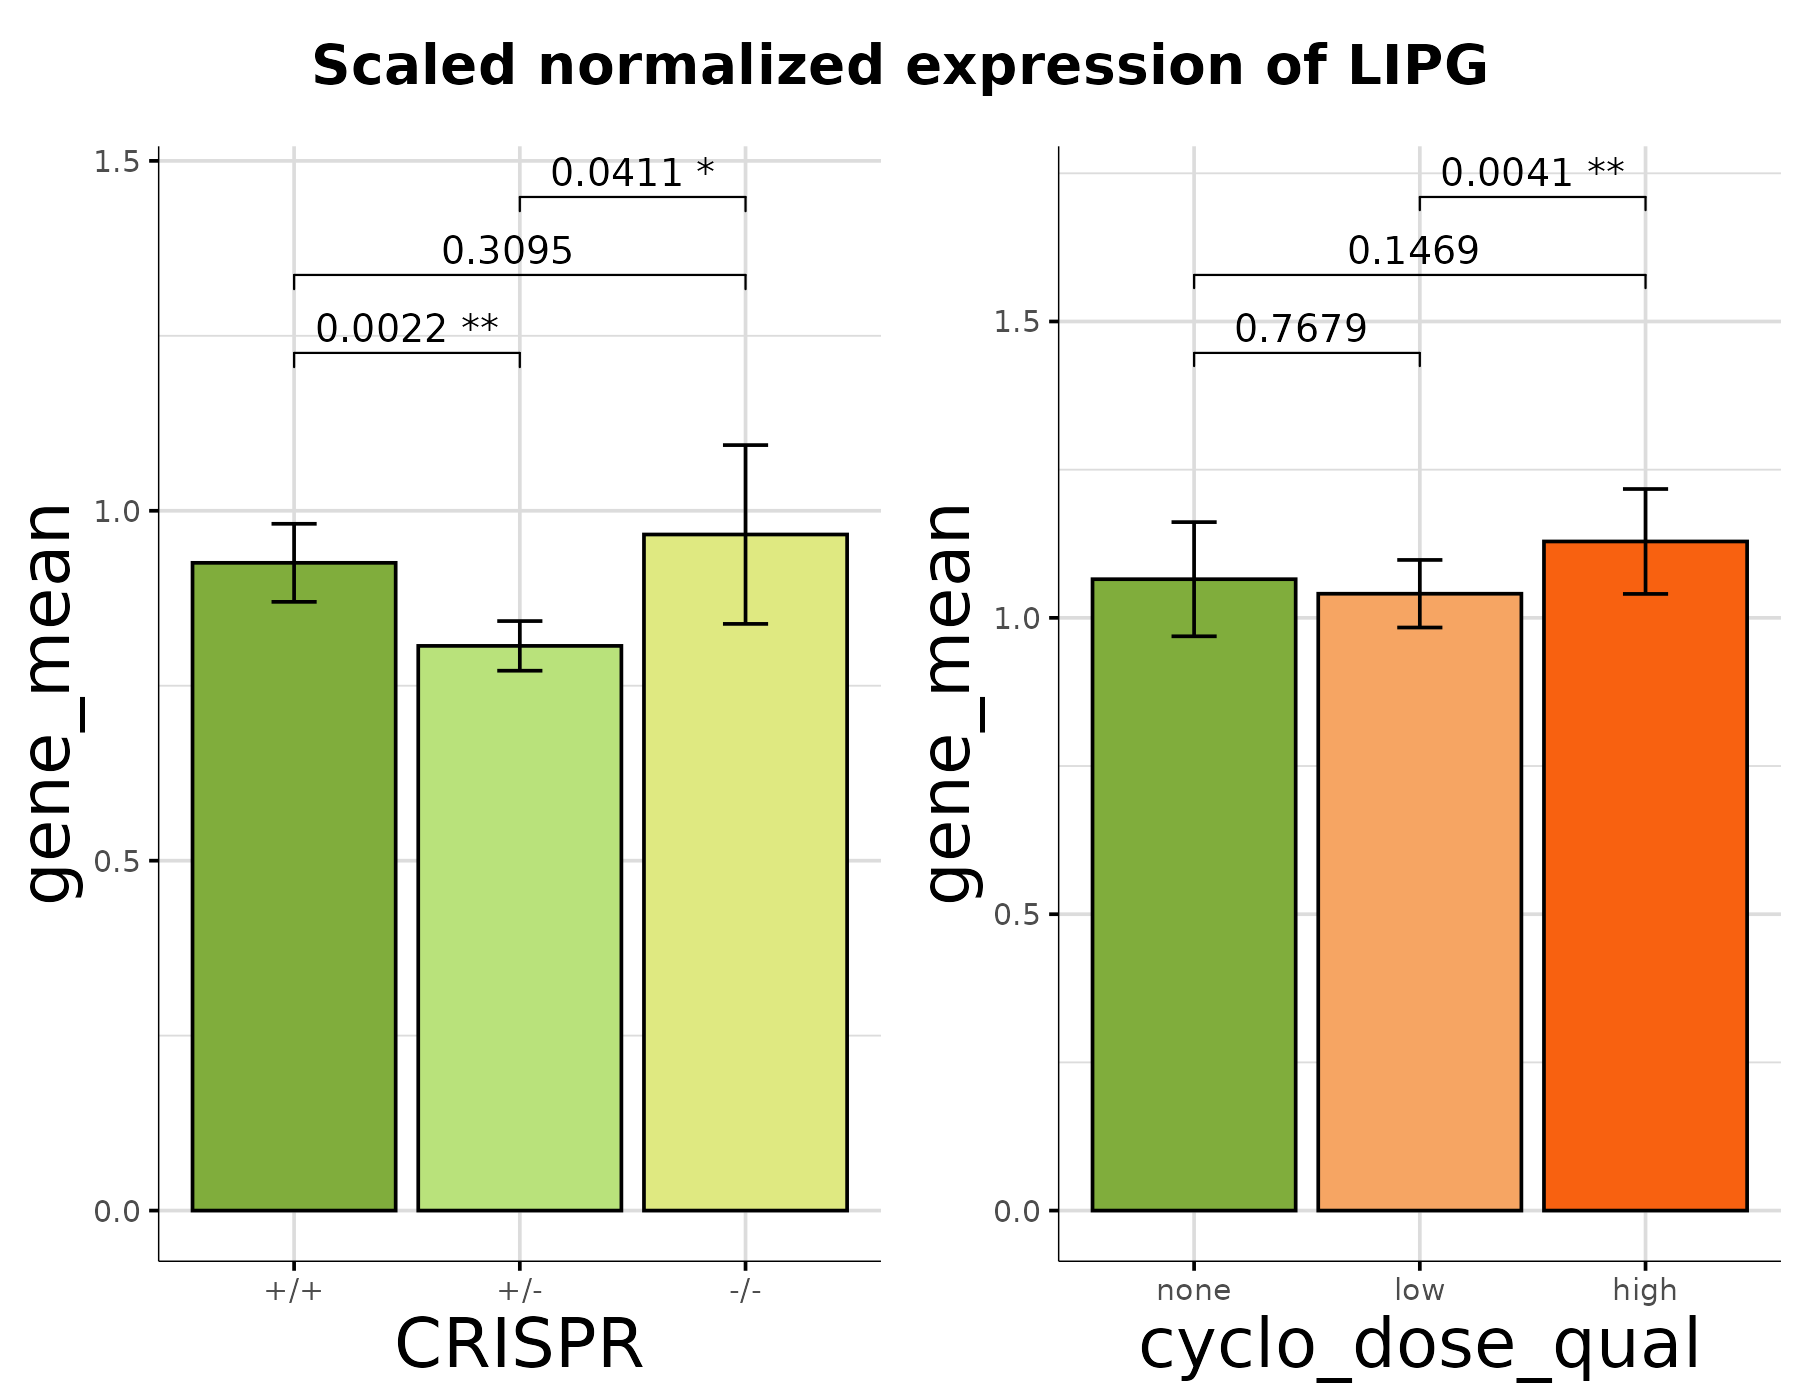 Scaled normalized expression of LIPG
gene_mean
1.5
1.0
0.5
0.0
0.0411 *
0.3095
0.0022 **
+/+ +/- -/-
CRISPR
gene_mean
1.5
1.0
0.5
0.0
0.0041 **
0.1469
0.7679
none low high
cyclo_dose_qual